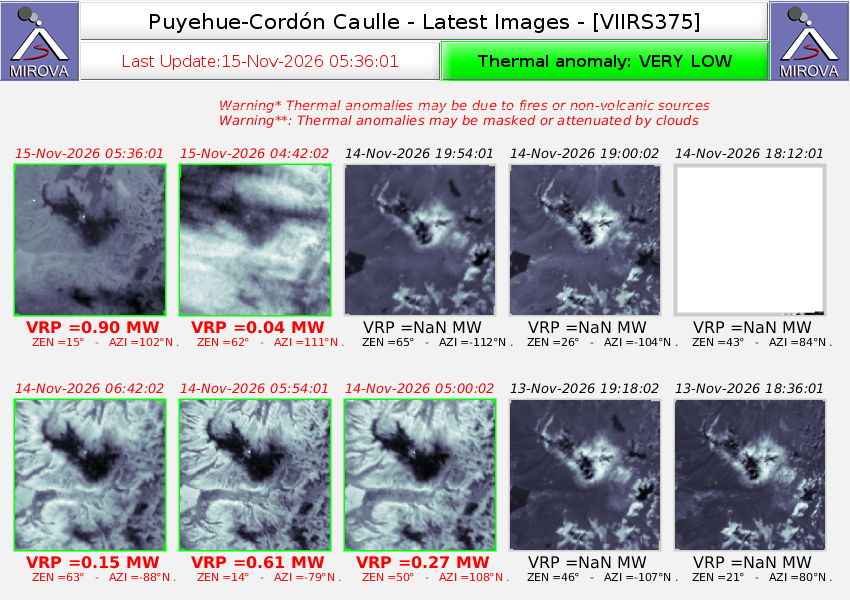 Puyehue-Cordón Caulle - Latest Images - [VIIRS375]
MIROVA
Last Update:15-Nov-2026 05:36:01
Thermal anomaly: VERY LOW
MIROVA
Warning* Thermal anomalies may be due to fires or non-volcanic sources
Warning**: Thermal anomalies may be masked or attenuated by clouds
15-Nov-2026 05:36:01 15-Nov-2026 04:42:02 14-Nov-2026 19:54:01 14-Nov-2026 19:00:02 14-Nov-2026 18:12:01
VRP =0.90 MW VRP =0.04 MW VRP =NaN MW VRP =NaN MW VRP =NaN MW
ZEN =15° - AZI =102°N . ZEN =62° - AZI =111°N . ZEN =65° - AZI =-112°N . ZEN =26° - AZI =-104°N . ZEN =43° - AZI =84°N .
14-Nov-2026 06:42:02 14-Nov-2026 05:54:01 14-Nov-2026 05:00:02 13-Nov-2026 19:18:02 13-Nov-2026 18:36:01
VRP =0.15 MW VRP =0.61 MW VRP =0.27 MW VRP =NaN MW VRP =NaN MW
ZEN =63° - AZI =-88°N . ZEN =14° - AZI =-79°N . ZEN =50° - AZI =108°N . ZEN =46° - AZI =-107°N . ZEN =21° - AZI =80°N .